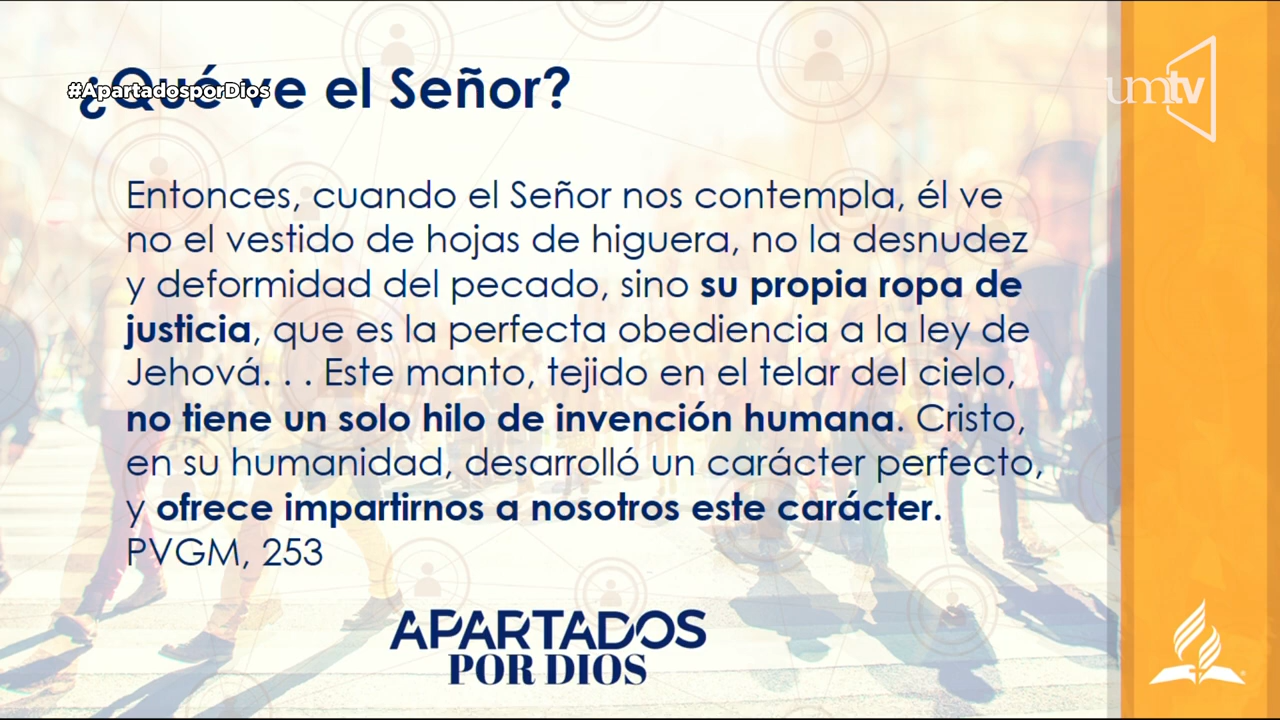 ¿Qué ve el Señor?
#ApartadosporDios
umtv
Entonces, cuando el Señor nos contempla, él ve
no el vestido de hojas de higuera, no la desnudez
y deformidad del pecado, sino su propia ropa de
justicia, que es la perfecta obediencia a la ley de
Jehová. . . Este manto, tejido en el telar del cielo,
no tiene un solo hilo de invención humana. Cristo,
en su humanidad, desarrolló un carácter perfecto,
y ofrece impartirnos a nosotros este carácter.
PVGM, 253
APARTADOS
POR DIOS